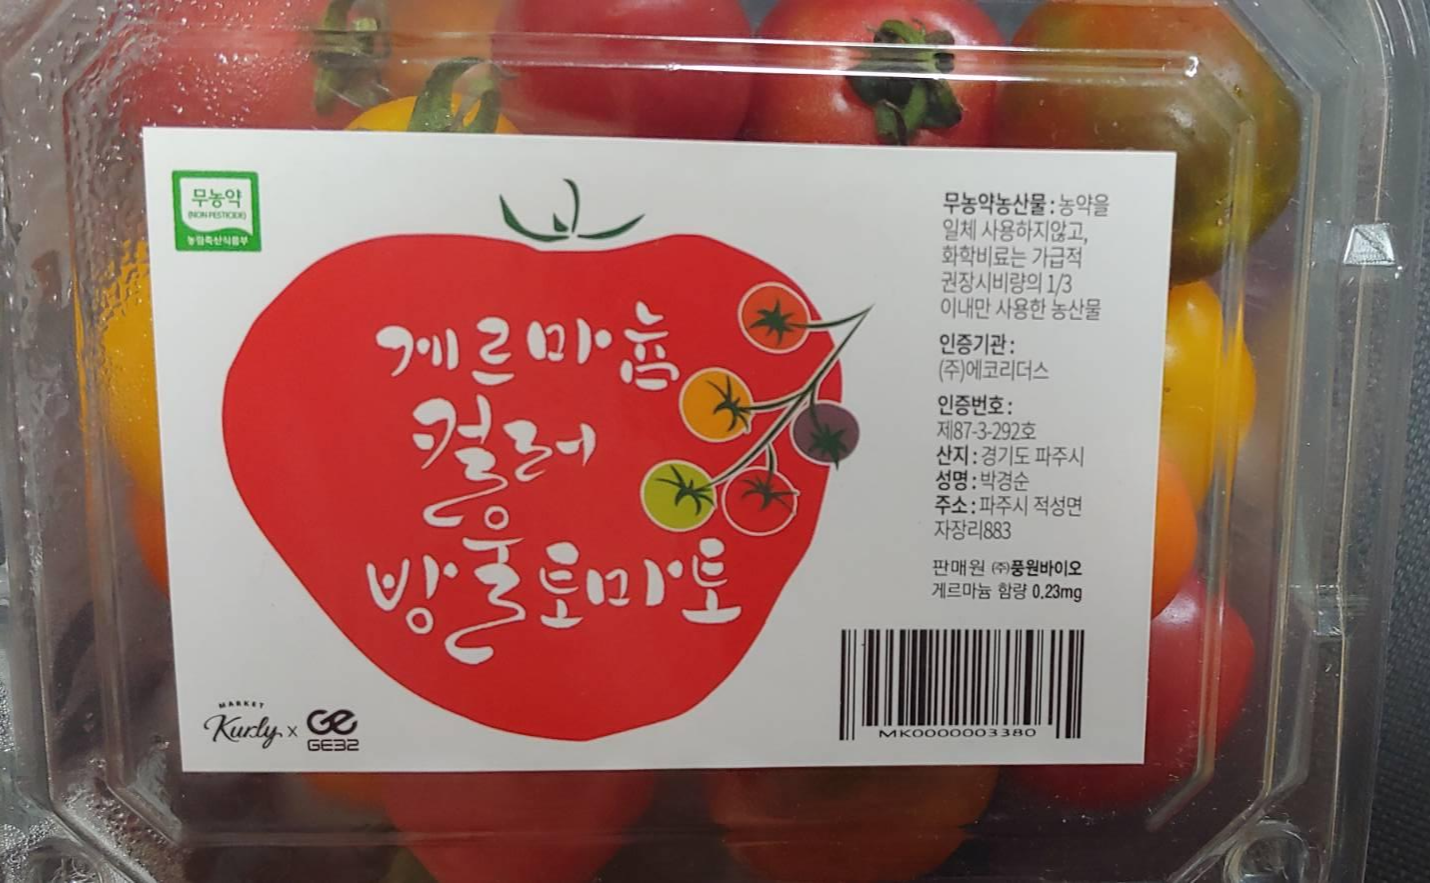 무농약
(NON PESTICIDE)
농림축산식품부
게르마늄
컬러
방울토마토
MARKET
Kurly x GE
GE32
무농약농산물 : 농약을
일체 사용하지않고,
화학비료는 가급적
권장시비량의 1/3
이내만 사용한 농산물
인증기관 :
(주)에코리더스
인증번호 :
제87-3-292호
산지 : 경기도 파주시
성명 : 박경순
주소 : 파주시 적성면
자장리883
판매원 ㈜풍원바이오
게르마늄 함량 0.23mg
MK0000003380